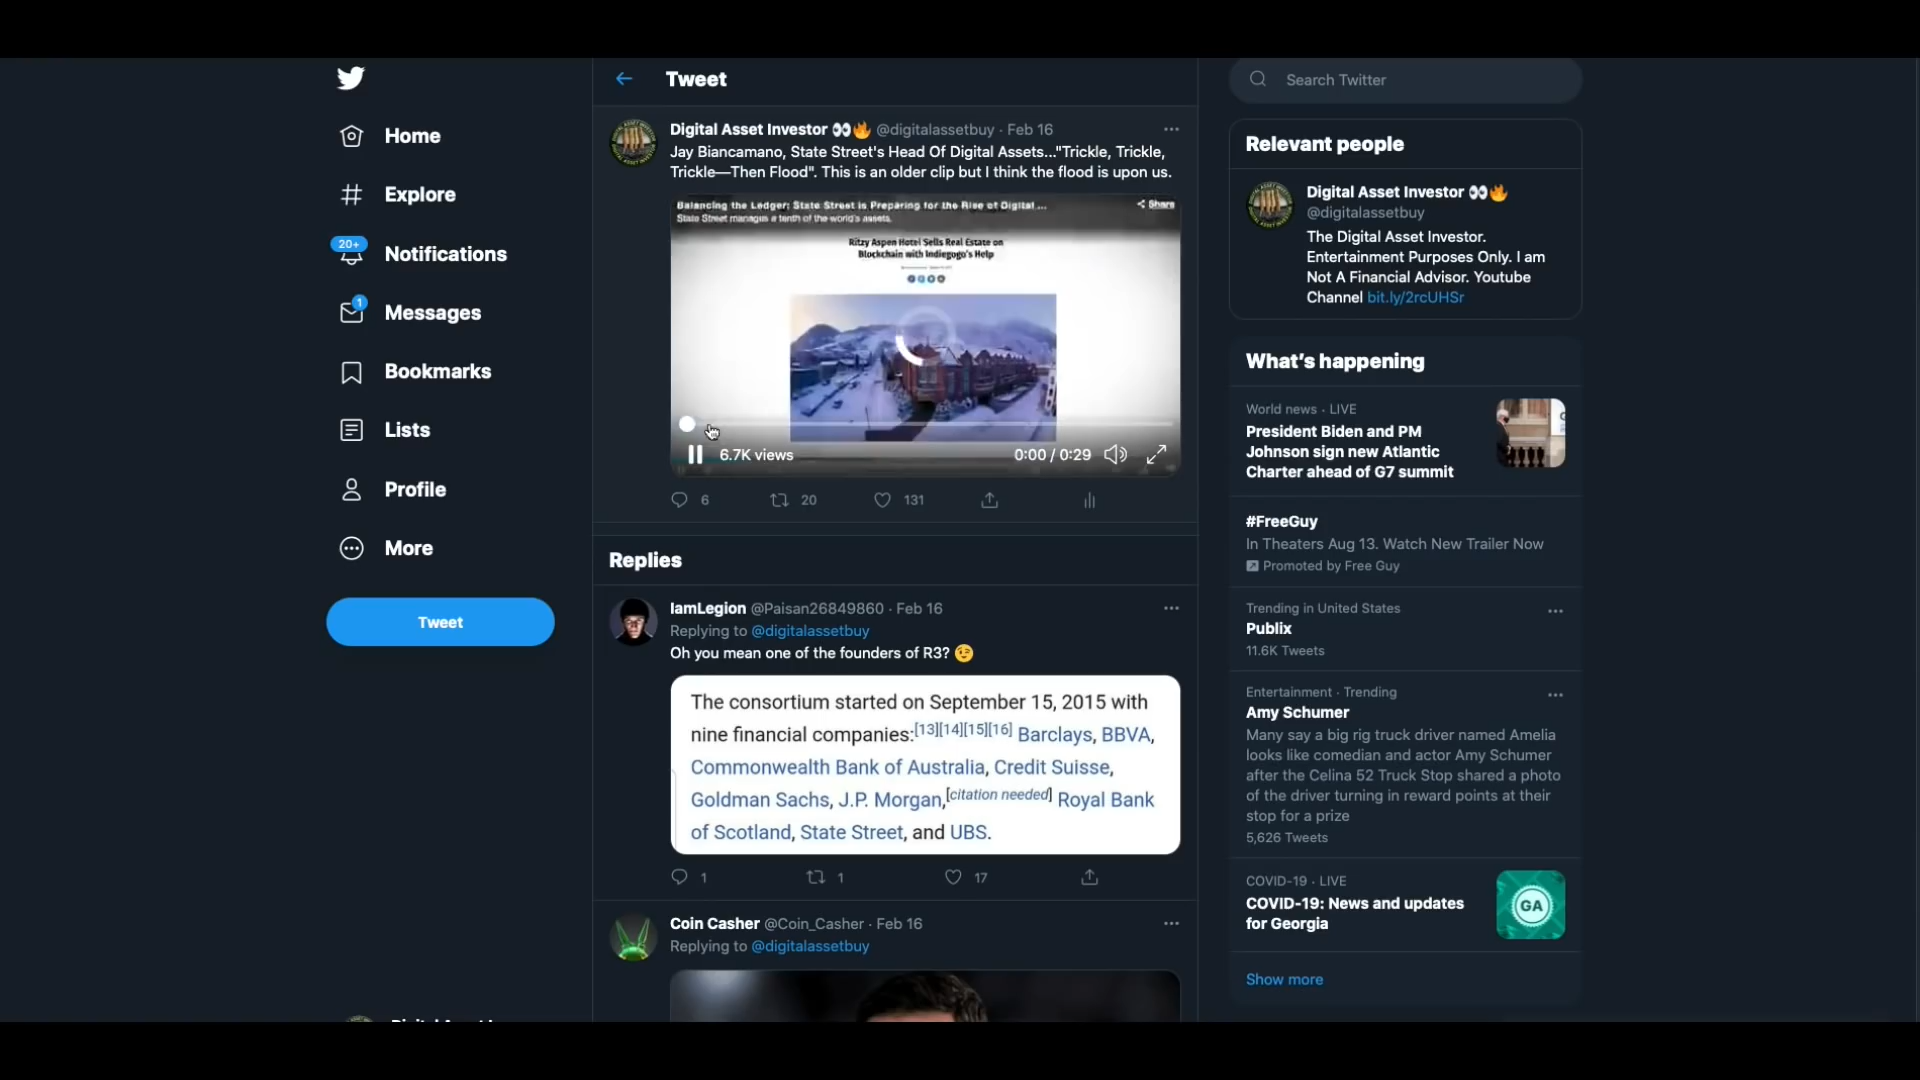 Tweet
Search Twitter
Home
Explore
20+
Notifications
1
Messages
Bookmarks
Lists
Profile
More
Tweet
Digital Asset Investor 👀🔥 @digitalassetbuy · Feb 16
Jay Biancamano, State Street's Head Of Digital Assets..."Trickle, Trickle,
Trickle—Then Flood". This is an older clip but I think the flood is upon us.
Balancing the Ledger: State Street is Preparing for the Rise of Digital ...
Share
State Street manages a tenth of the world's assets.
Ritzy Aspen Hotel Sells Real Estate on
Blockchain with Indiegogo's Help
6.7K views
0:00 / 0:29
6
20
131
Replies
IamLegion @Paisan26849860 · Feb 16
Replying to @digitalassetbuy
Oh you mean one of the founders of R3? 😉
The consortium started on September 15, 2015 with
nine financial companies:[13][14][15][16] Barclays, BBVA,
Commonwealth Bank of Australia, Credit Suisse,
Goldman Sachs, J.P. Morgan,[citation needed] Royal Bank
of Scotland, State Street, and UBS.
1
1
17
Coin Casher @Coin_Casher · Feb 16
Replying to @digitalassetbuy
Relevant people
Digital Asset Investor 👀🔥
@digitalassetbuy
The Digital Asset Investor.
Entertainment Purposes Only. I am
Not A Financial Advisor. Youtube
Channel bit.ly/2rcUHSr
What's happening
World news · LIVE
President Biden and PM
Johnson sign new Atlantic
Charter ahead of G7 summit
#FreeGuy
In Theaters Aug 13. Watch New Trailer Now
Promoted by Free Guy
Trending in United States
Publix
11.6K Tweets
Entertainment · Trending
Amy Schumer
Many say a big rig truck driver named Amelia
looks like comedian and actor Amy Schumer
after the Celina 52 Truck Stop shared a photo
of the driver turning in reward points at their
stop for a prize
5,626 Tweets
COVID-19 · LIVE
COVID-19: News and updates
for Georgia
GA
Show more